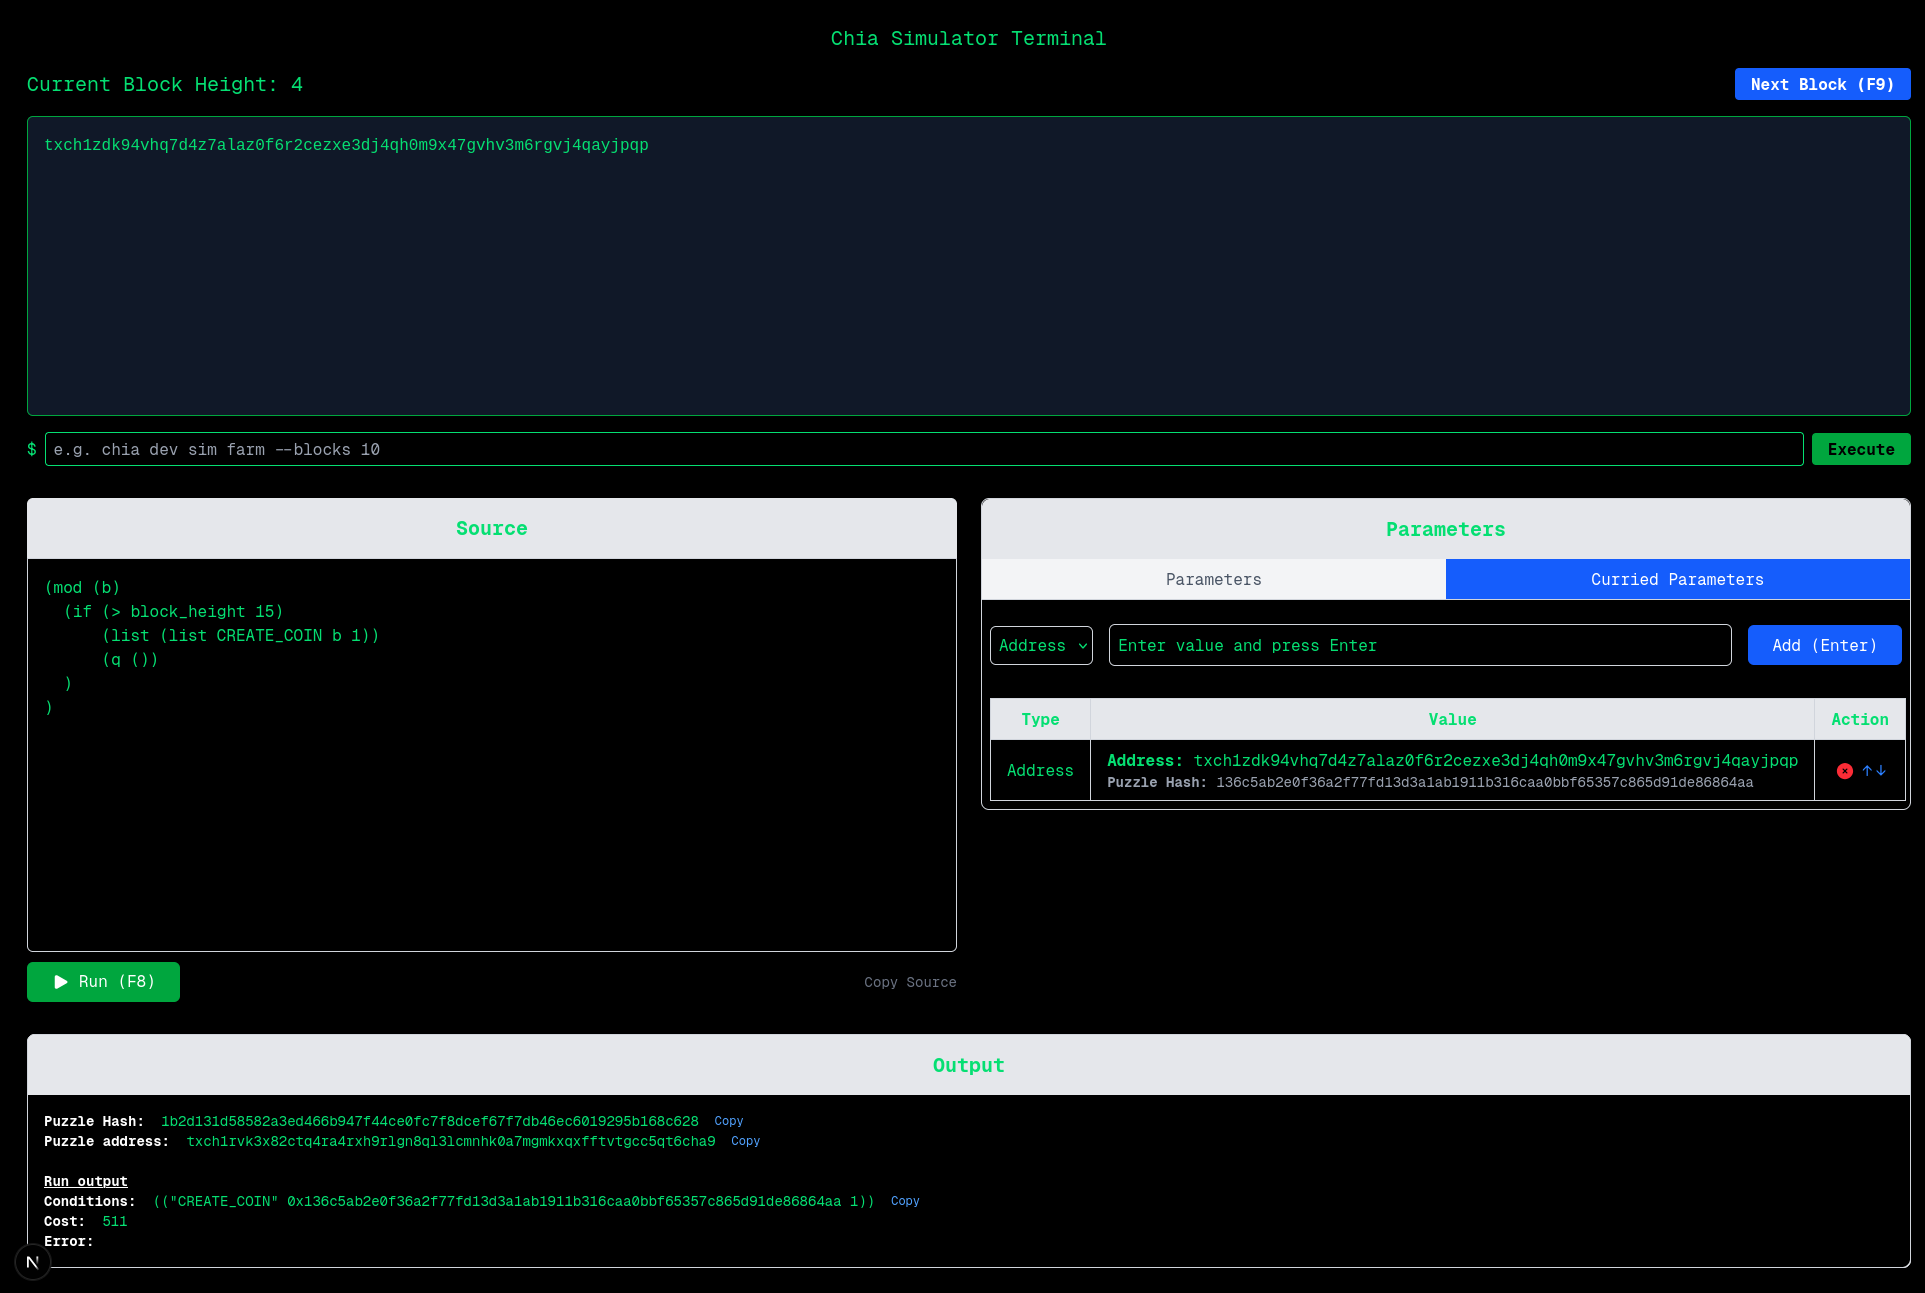 Chia Simulator Terminal
Current Block Height: 4
Next Block (F9)
txch1zdk94vhq7d4z7alaz0f6r2cezxe3dj4qh0m9x47gvhv3m6rgvj4qayjpqp
$ e.g. chia dev sim farm --blocks 10
Execute
Source
(mod (b)
  (if (> block_height 15)
      (list (list CREATE_COIN b 1))
      (q ())
  )
)
Run (F8)
Copy Source
Parameters
Parameters Curried Parameters
Address Enter value and press Enter Add (Enter)
Type Value Action
Address
Address: txch1zdk94vhq7d4z7alaz0f6r2cezxe3dj4qh0m9x47gvhv3m6rgvj4qayjpqp
Puzzle Hash: 136c5ab2e0f36a2f77fd13d3a1ab1911b316caa0bbf65357c865d91de86864aa
↑↓
Output
Puzzle Hash: 1b2d131d58582a3ed466b947f44ce0fc7f8dcef67f7db46ec6019295b168c628 Copy
Puzzle address: txch1rvk3x82ctq4ra4rxh9rlgn8ql3lcmnhk0a7mgmkxqxfftvtgcc5qt6cha9 Copy
Run output
Conditions: (("CREATE_COIN" 0x136c5ab2e0f36a2f77fd13d3a1ab1911b316caa0bbf65357c865d91de86864aa 1)) Copy
Cost: 511
Error:
N